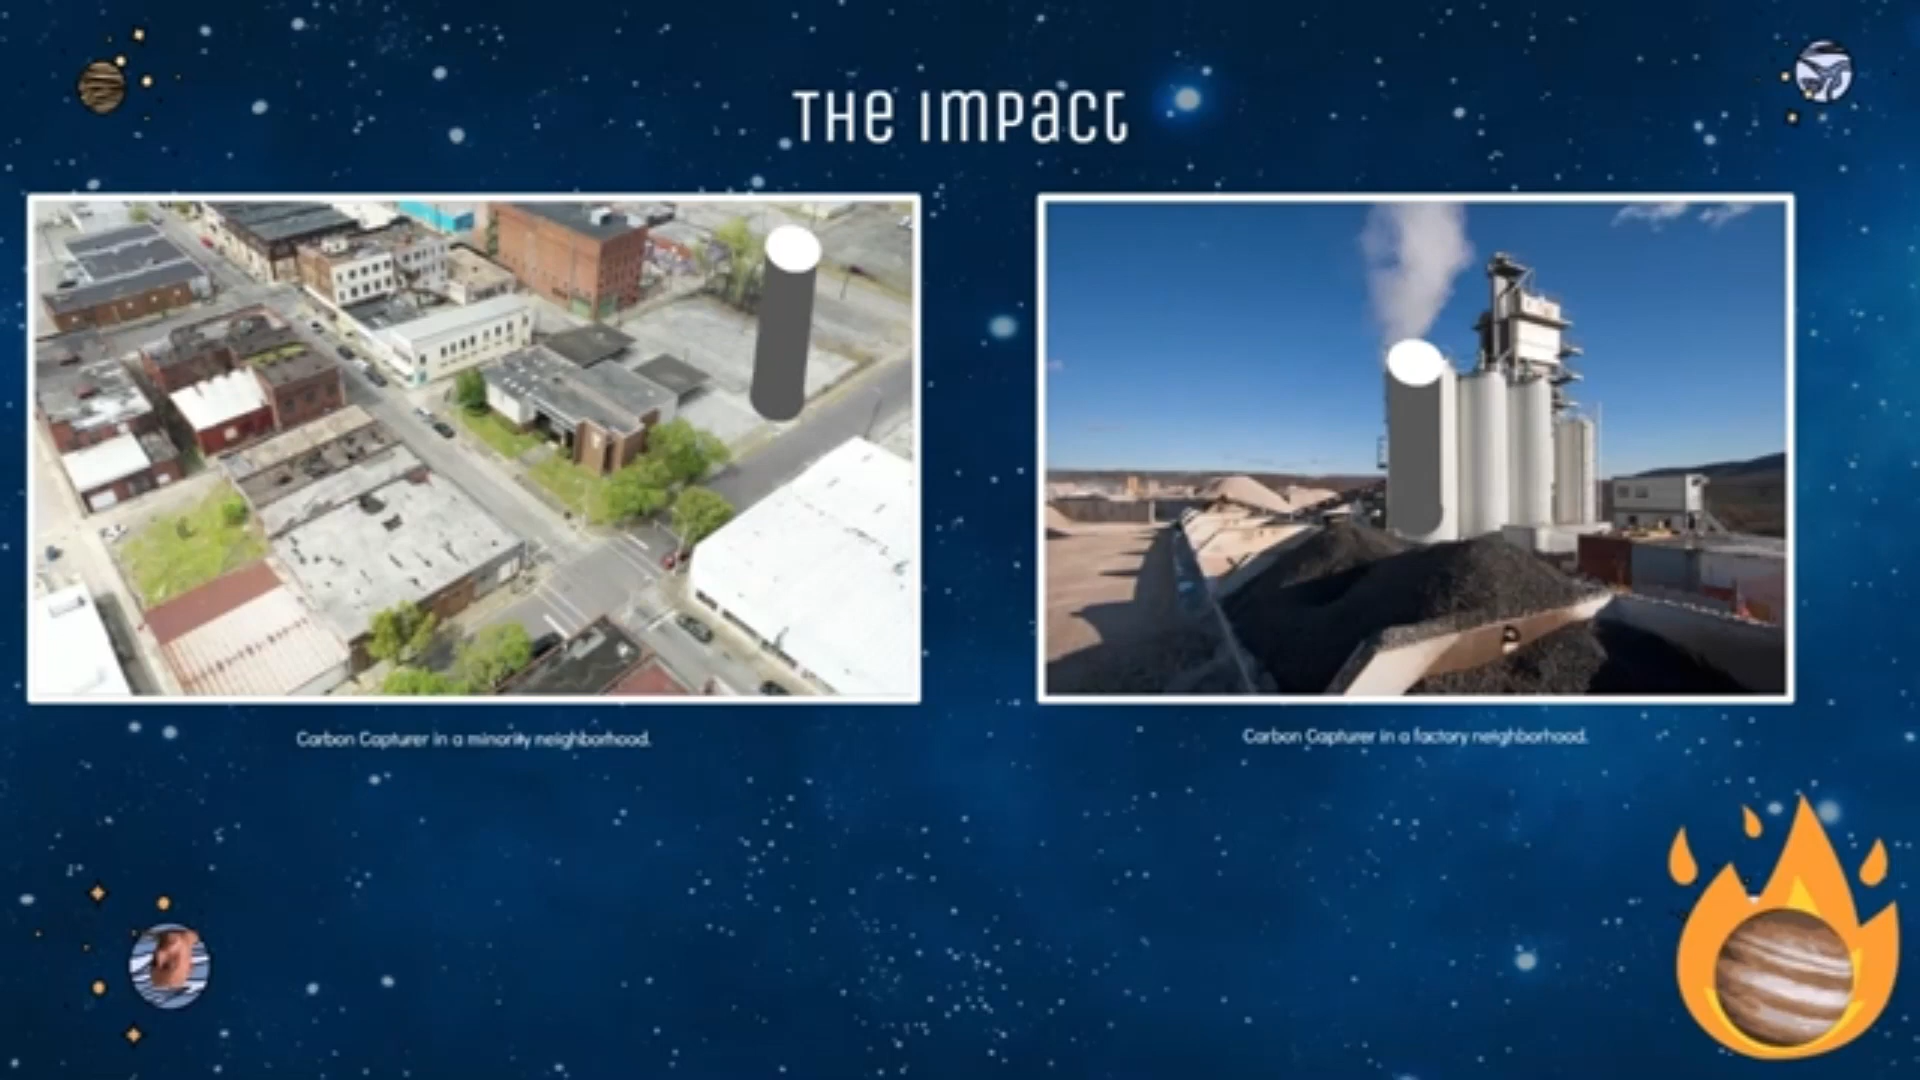 THE IMPACT
Carbon Capturer in a minority neighborhood.
Carbon Capturer in a factory neighborhood.